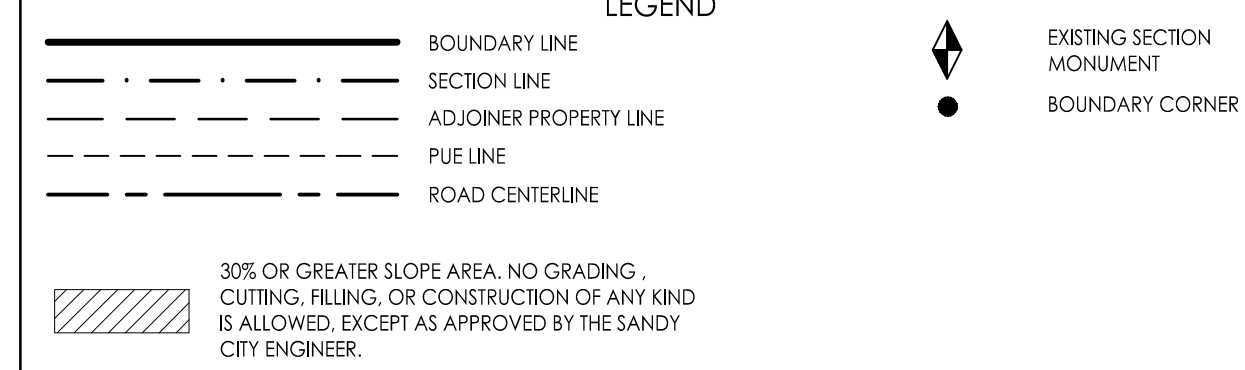 LEGEND
BOUNDARY LINE
SECTION LINE
ADJOINER PROPERTY LINE
PUE LINE
ROAD CENTERLINE
30% OR GREATER SLOPE AREA. NO GRADING ,
CUTTING, FILLING, OR CONSTRUCTION OF ANY KIND
IS ALLOWED, EXCEPT AS APPROVED BY THE SANDY
CITY ENGINEER.
EXISTING SECTION
MONUMENT
BOUNDARY CORNER